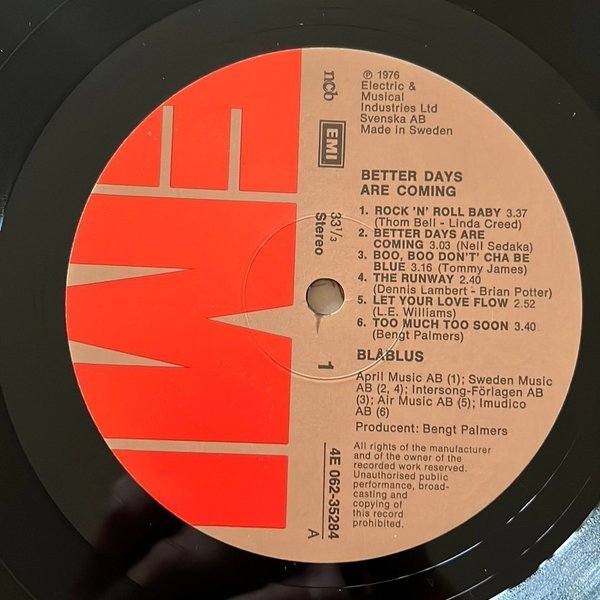 ℗ 1976
Electric &
Musical
Industries Ltd
Svenska AB
Made in Sweden
ncb
EMI
33 1/3
Stereo
1
BETTER DAYS
ARE COMING
1. ROCK 'N' ROLL BABY 3.37
(Thom Bell - Linda Creed)
2. BETTER DAYS ARE
COMING 3.03 (Neil Sedaka)
3. BOO, BOO DON'T' CHA BE
BLUE 3.16 (Tommy James)
4. THE RUNWAY 2.40
(Dennis Lambert - Brian Potter)
5. LET YOUR LOVE FLOW 2.52
(L.E. Williams)
6. TOO MUCH TOO SOON 3.40
(Bengt Palmers)
BLÅBLUS
April Music AB (1); Sweden Music
AB (2, 4); Intersong-Förlagen AB
(3); Air Music AB (5); Imudico
AB (6)
Producent: Bengt Palmers
All rights of the manufacturer
and of the owner of the
recorded work reserved.
Unauthorised public
performance, broad-
casting and
copying of
this record
prohibited.
4E 062-35284
A
EMI